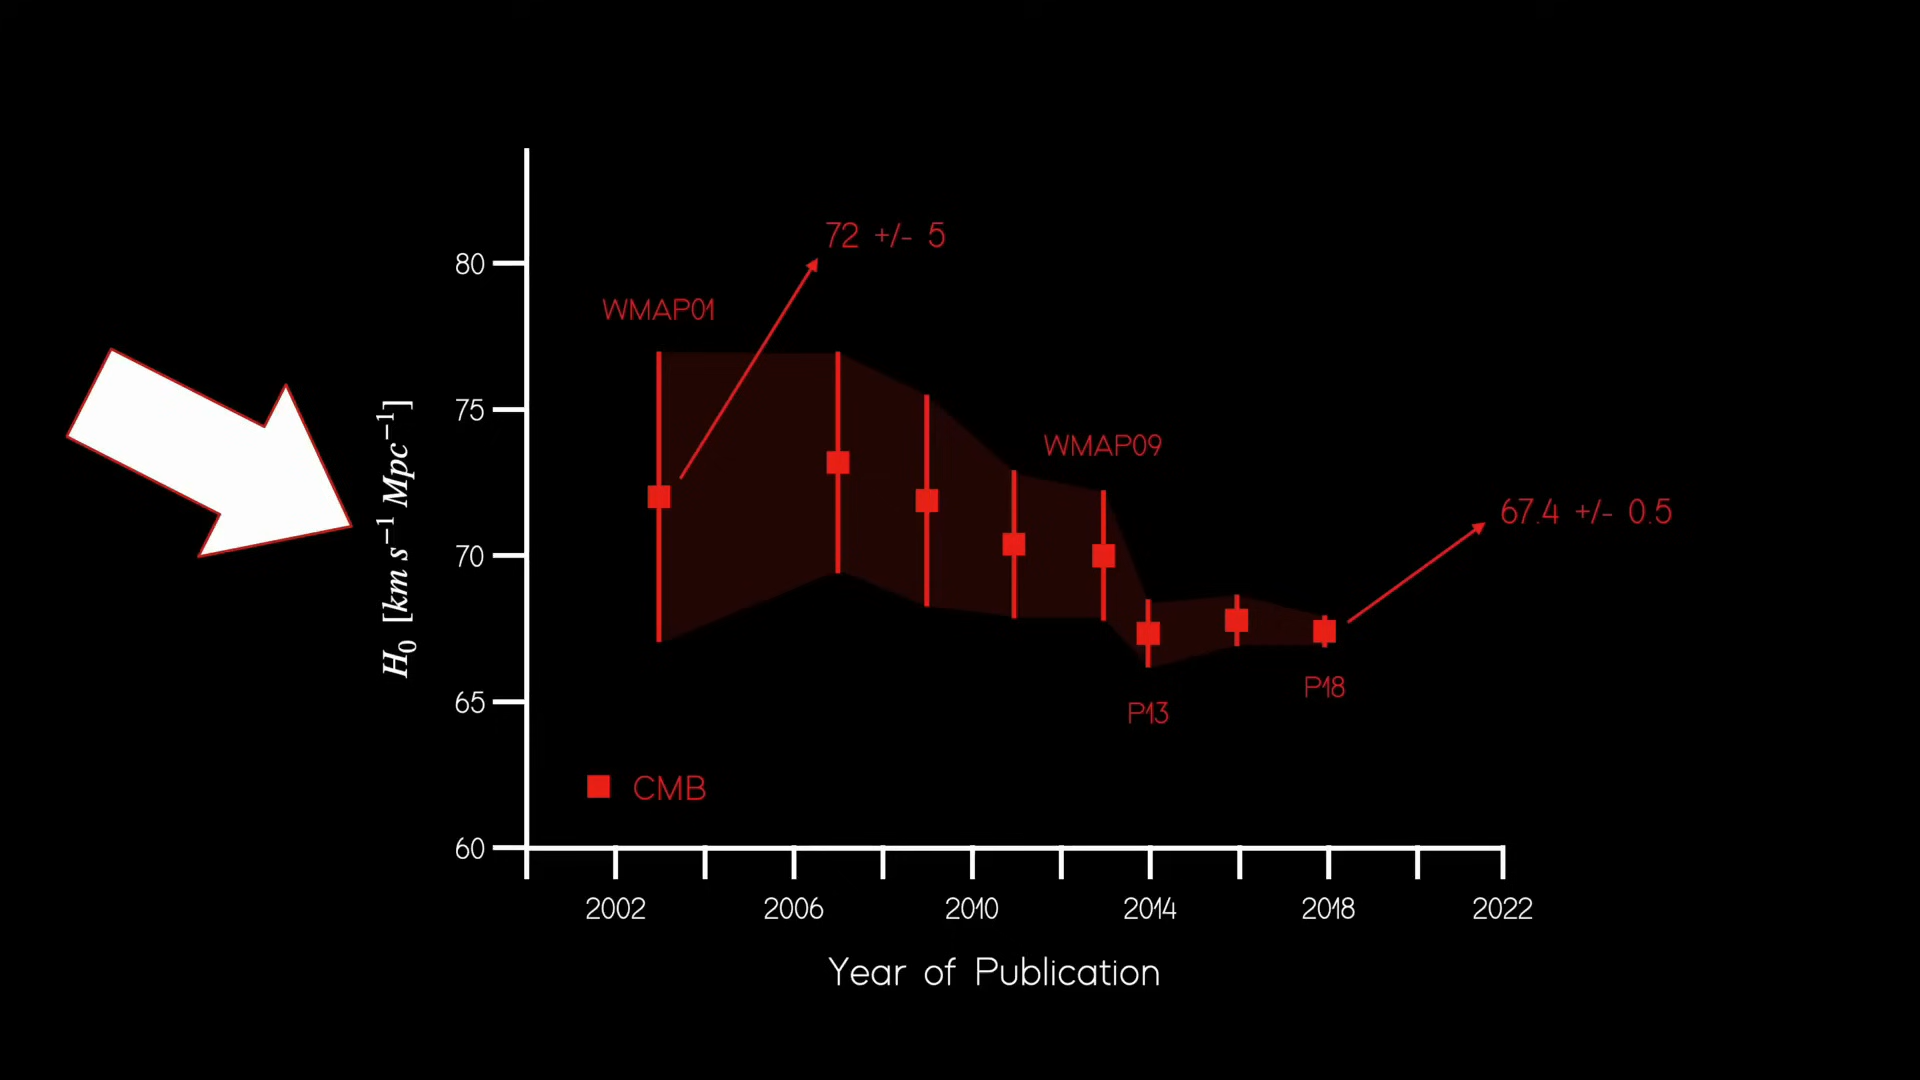 72 +/- 5
80
WMAP01
75
WMAP09
67.4 +/- 0.5
70
H₀ [km s⁻¹ Mpc⁻¹]
65
P18
P13
CMB
60
2002 2006 2010 2014 2018 2022
Year of Publication